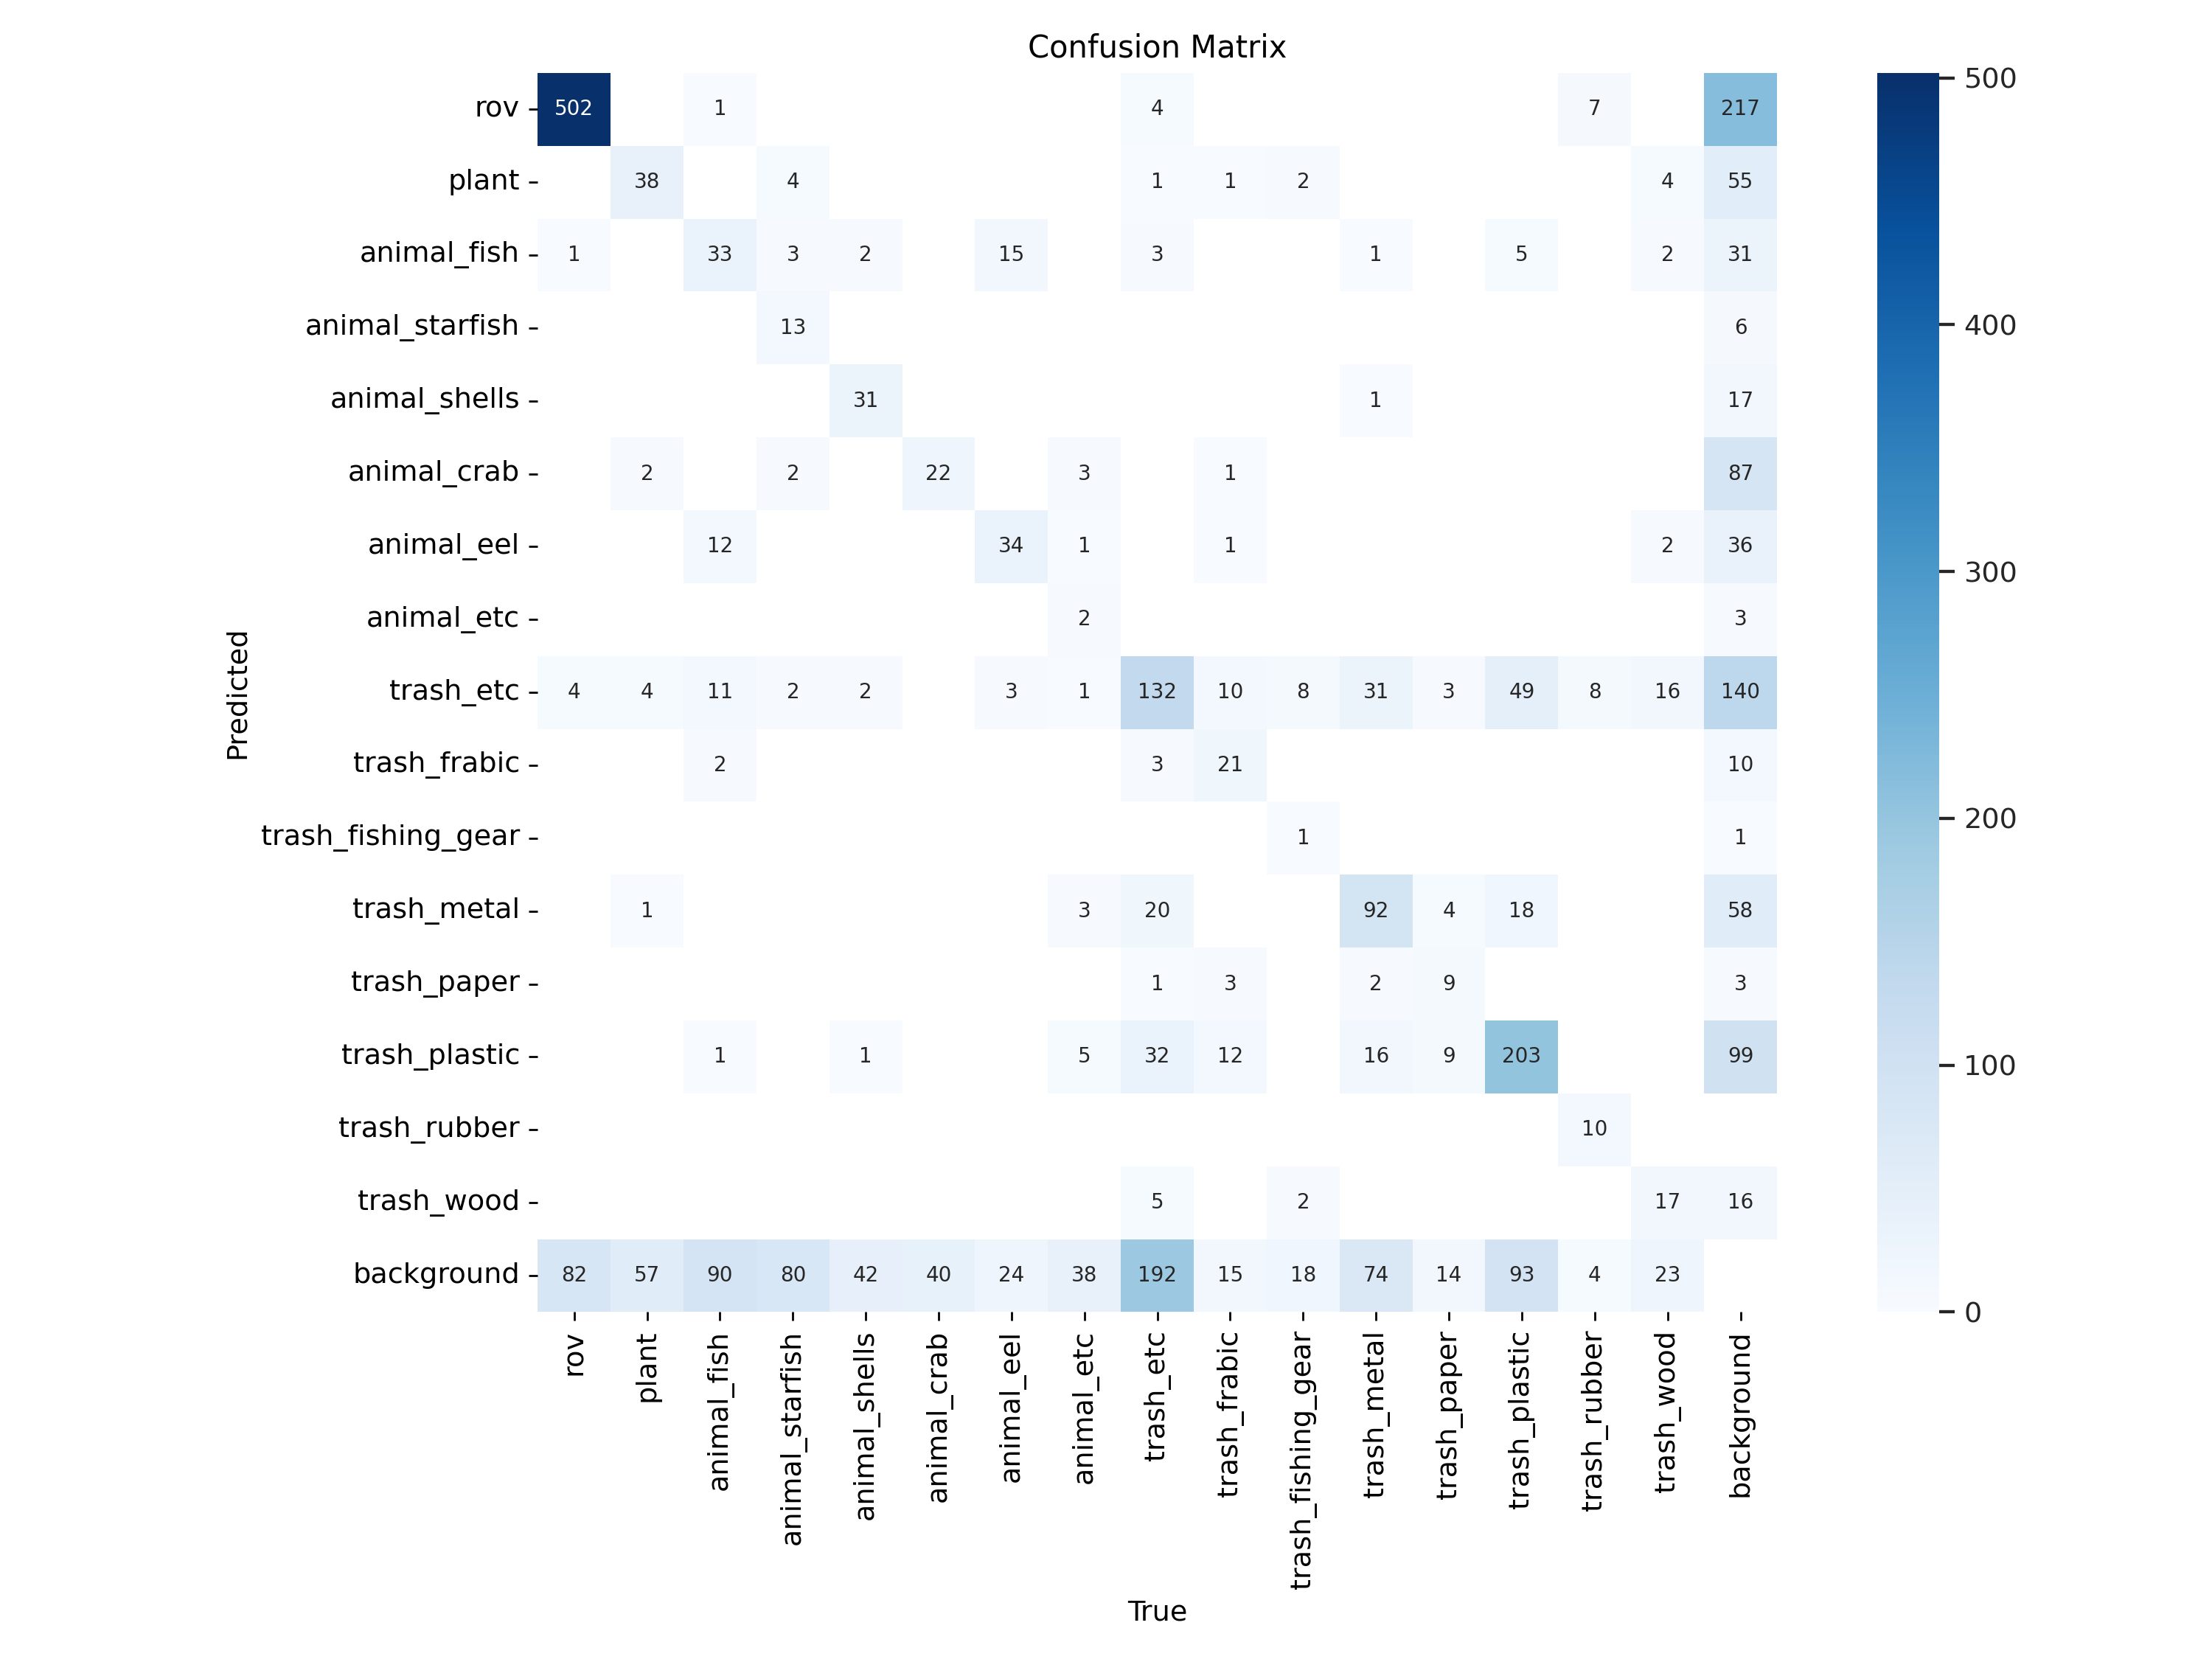 Confusion Matrix
rov 502 1 4 7 217
plant 38 4 1 1 2 4 55
animal_fish 1 33 3 2 15 3 1 5 2 31
animal_starfish 13 6
animal_shells 31 1 17
animal_crab 2 2 22 3 1 87
animal_eel 12 34 1 1 2 36
animal_etc 2 3
trash_etc 4 4 11 2 2 3 1 132 10 8 31 3 49 8 16 140
trash_frabic 2 3 21 10
trash_fishing_gear 1 1
trash_metal 1 3 20 92 4 18 58
trash_paper 1 3 2 9 3
trash_plastic 1 1 5 32 12 16 9 203 99
trash_rubber 10
trash_wood 5 2 17 16
background 82 57 90 80 42 40 24 38 192 15 18 74 14 93 4 23
Predicted
rov
plant
animal_fish
animal_starfish
animal_shells
animal_crab
animal_eel
animal_etc
trash_etc
trash_frabic
trash_fishing_gear
trash_metal
trash_paper
trash_plastic
trash_rubber
trash_wood
background
True
500
400
300
200
100
0